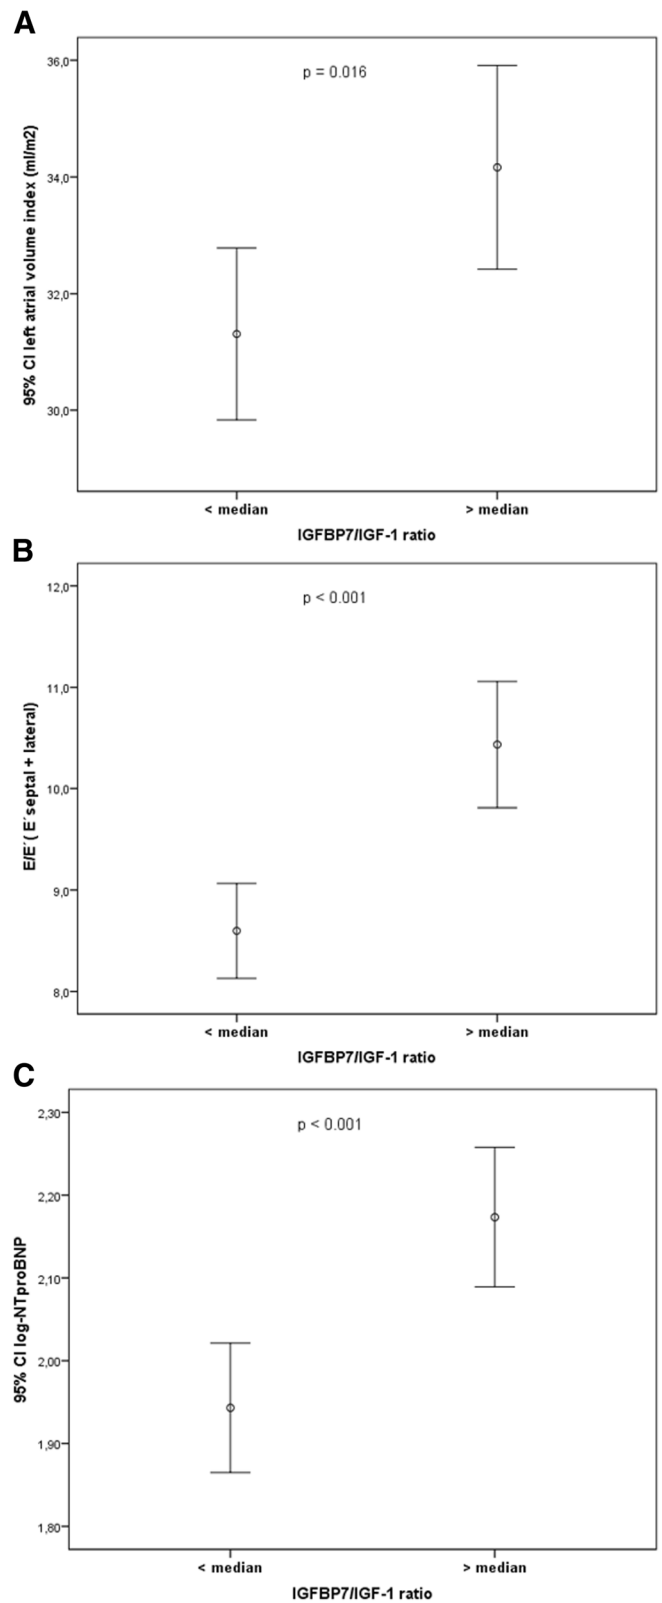 A
36,0
p = 0.016
34,0
32,0
30,0
95% CI left atrial volume index (ml/m2)
< median
> median
IGFBP7/IGF-1 ratio
B
12,0
p < 0.001
11,0
10,0
9,0
8,0
E/E´( E´septal + lateral)
< median
> median
IGFBP7/IGF-1 ratio
C
2,30
p < 0.001
2,20
2,10
2,00
1,90
1,80
95% CI log-NTproBNP
< median
> median
IGFBP7/IGF-1 ratio